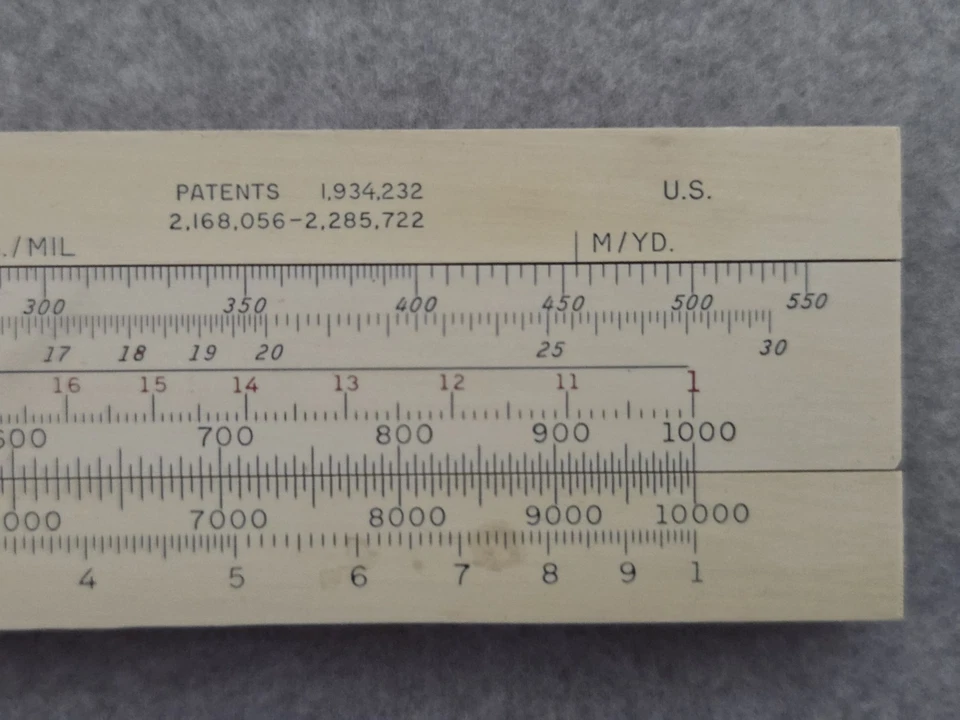 PATENTS 1,934,232 U.S.
2,168,056-2,285,722
./MIL M/YD.
300 350 400 450 500 550
17 18 19 20 25 30
16 15 14 13 12 11 1
600 700 800 900 1000
000 7000 8000 9000 10000
4 5 6 7 8 9 1